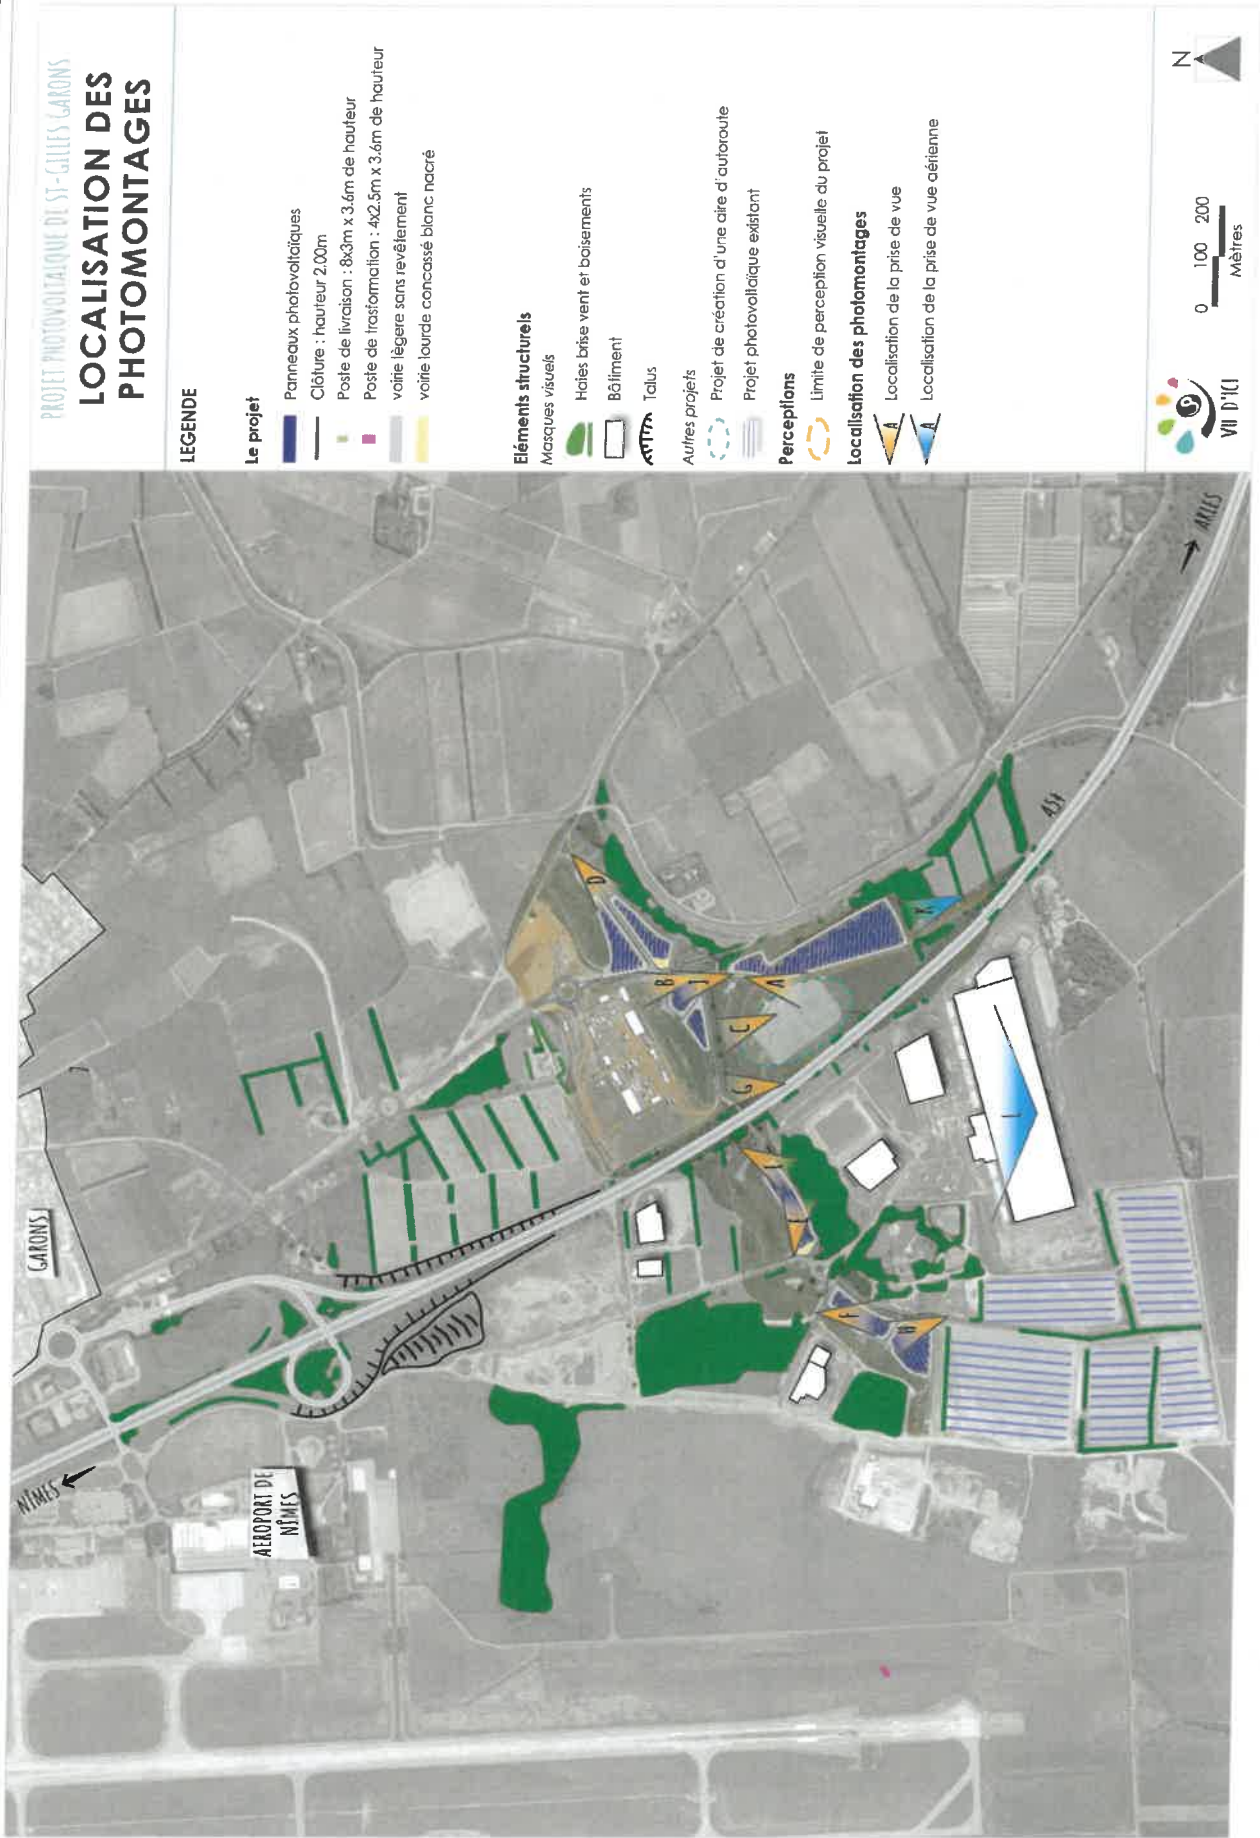 PROJET PHOTOVOLTAIQUE DE ST-GILLES GARONS
LOCALISATION DES
PHOTOMONTAGES
LEGENDE
Le projet
Panneaux photovoltaïques
Clôture : hauteur 2.00m
Poste de livraison : 8x3m x 3.6m de hauteur
Poste de trasformation : 4x2.5m x 3.6m de hauteur
voirie légère sans revêtement
voirie lourde concassé blanc nacré
Eléments structurels
Masques visuels
Haies brise vent et boisements
Bâtiment
Talus
Autres projets
Projet de création d'une aire d'autoroute
Projet photovoltaïque existant
Perceptions
Limite de perception visuelle du projet
Localisation des photomontages
A Localisation de la prise de vue
A Localisation de la prise de vue aérienne
N
0 100 200
Mètres
VU D'ICI
NÎMES
GARONS
AEROPORT DE
NÎMES
ARLES
A54
D
B
J
A
C
G
K
E
F
H